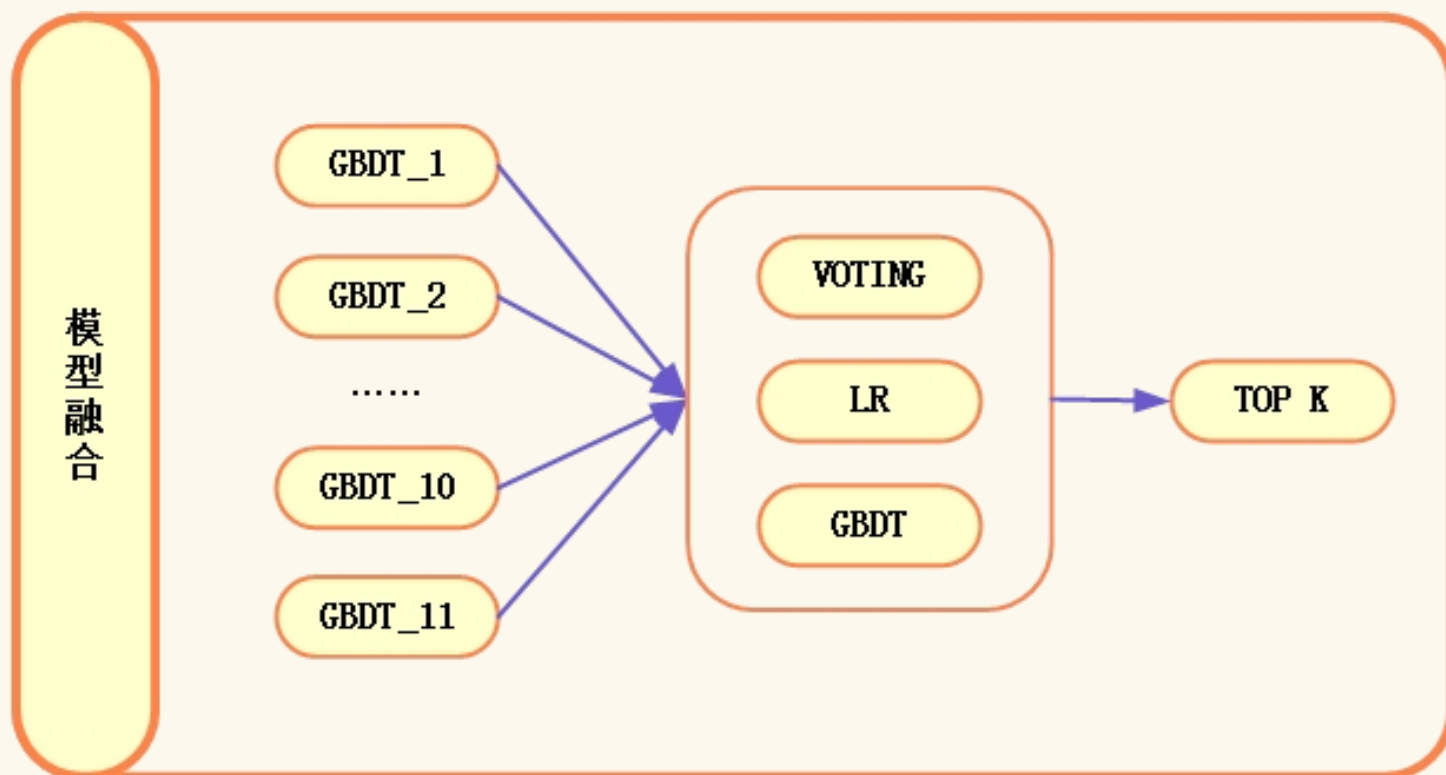 模型融合
GBDT_1
GBDT_2
……
GBDT_10
GBDT_11
VOTING
LR
GBDT
TOP K